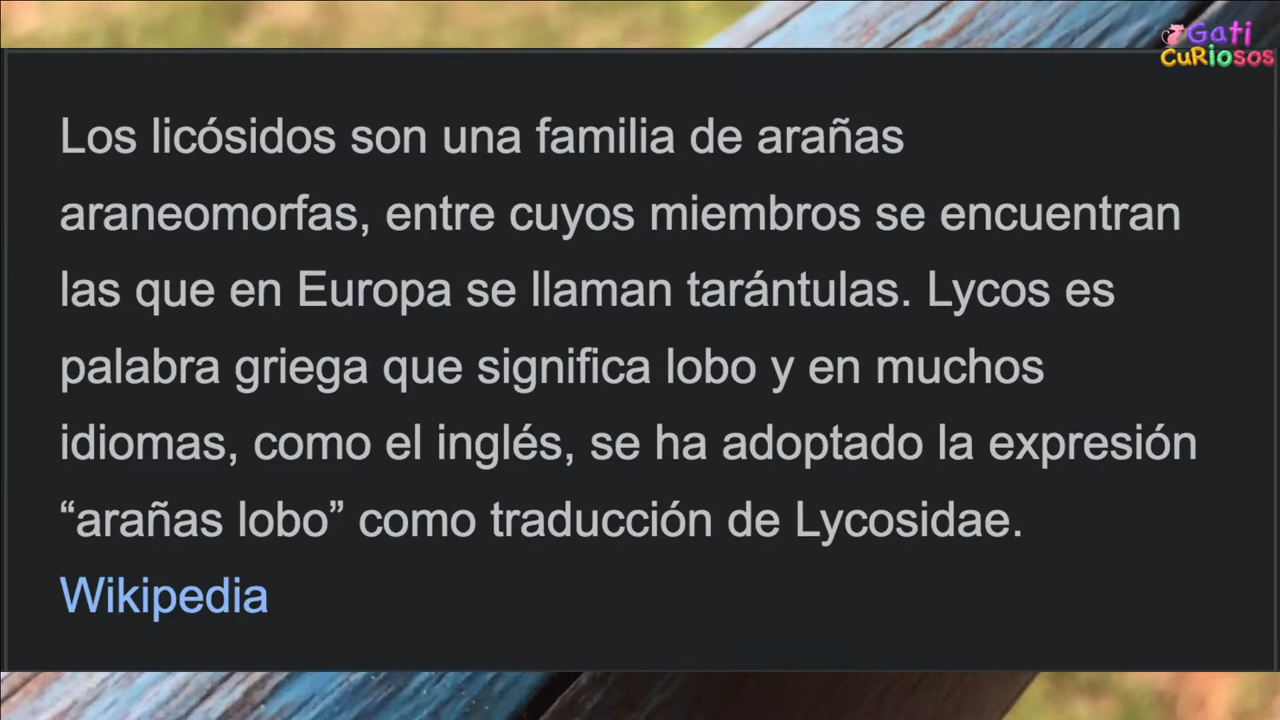 Gati
CuRiosos
Los licósidos son una familia de arañas
araneomorfas, entre cuyos miembros se encuentran
las que en Europa se llaman tarántulas. Lycos es
palabra griega que significa lobo y en muchos
idiomas, como el inglés, se ha adoptado la expresión
“arañas lobo” como traducción de Lycosidae.
Wikipedia